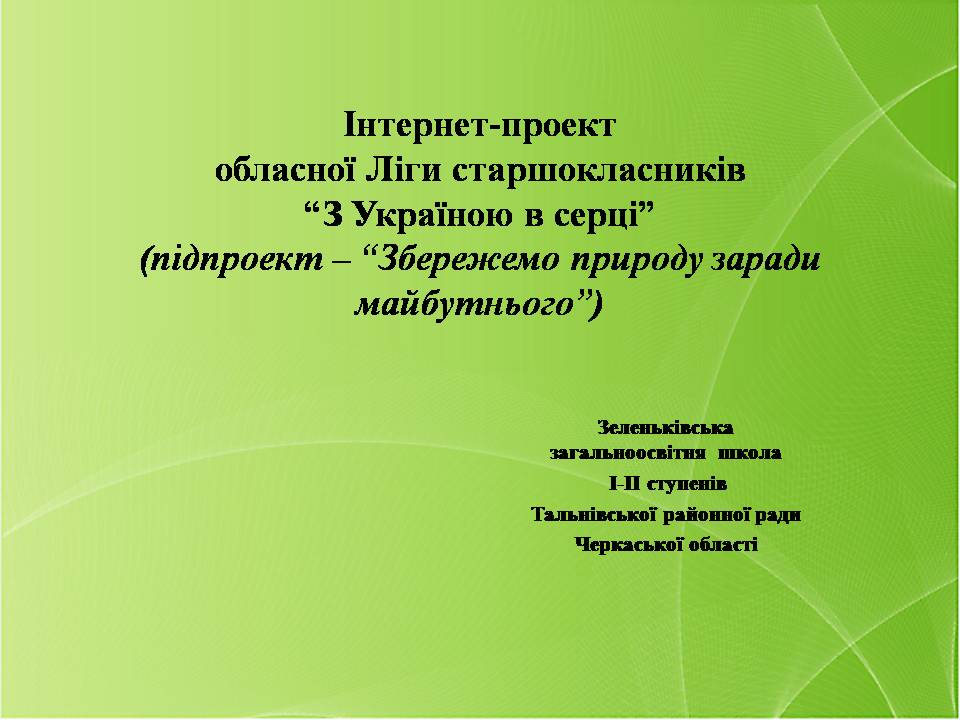 Інтернет-проект
обласної Ліги старшокласників
“З Україною в серці”
(підпроект – “Збережемо природу заради
майбутнього”)
Зеленьківська
загальноосвітня школа
І-ІІ ступенів
Тальнівської районної ради
Черкаської області